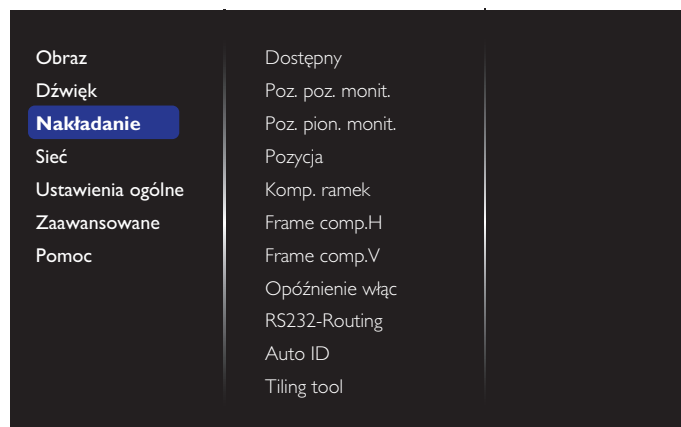 Obraz
Dźwięk
Nakładanie
Sieć
Ustawienia ogólne
Zaawansowane
Pomoc
Dostępny
Poz. poz. monit.
Poz. pion. monit.
Pozycja
Komp. ramek
Frame comp.H
Frame comp.V
Opóźnienie włąc
RS232-Routing
Auto ID
Tiling tool